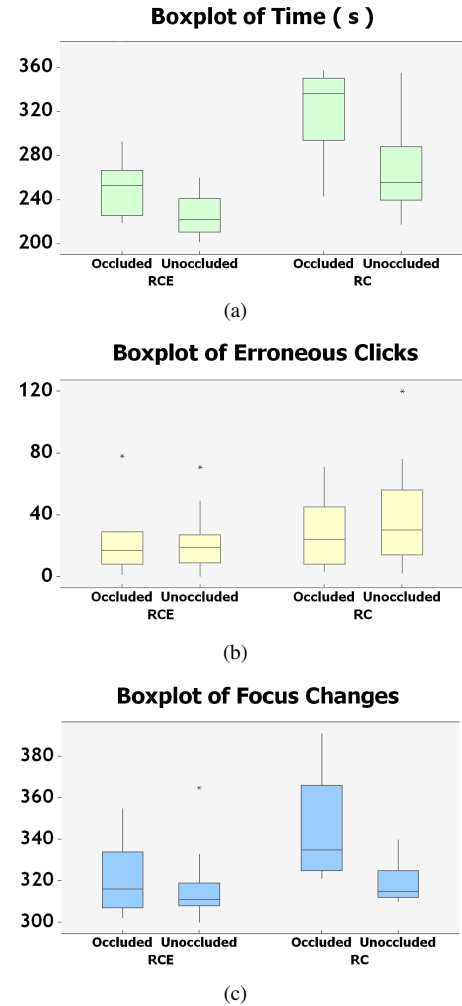 Boxplot of Time ( s )
360
320
280
240
200
Occluded Unoccluded Occluded Unoccluded
RCE RC
(a)
Boxplot of Erroneous Clicks
120
80
40
0
Occluded Unoccluded Occluded Unoccluded
RCE RC
(b)
Boxplot of Focus Changes
380
360
340
320
300
Occluded Unoccluded Occluded Unoccluded
RCE RC
(c)